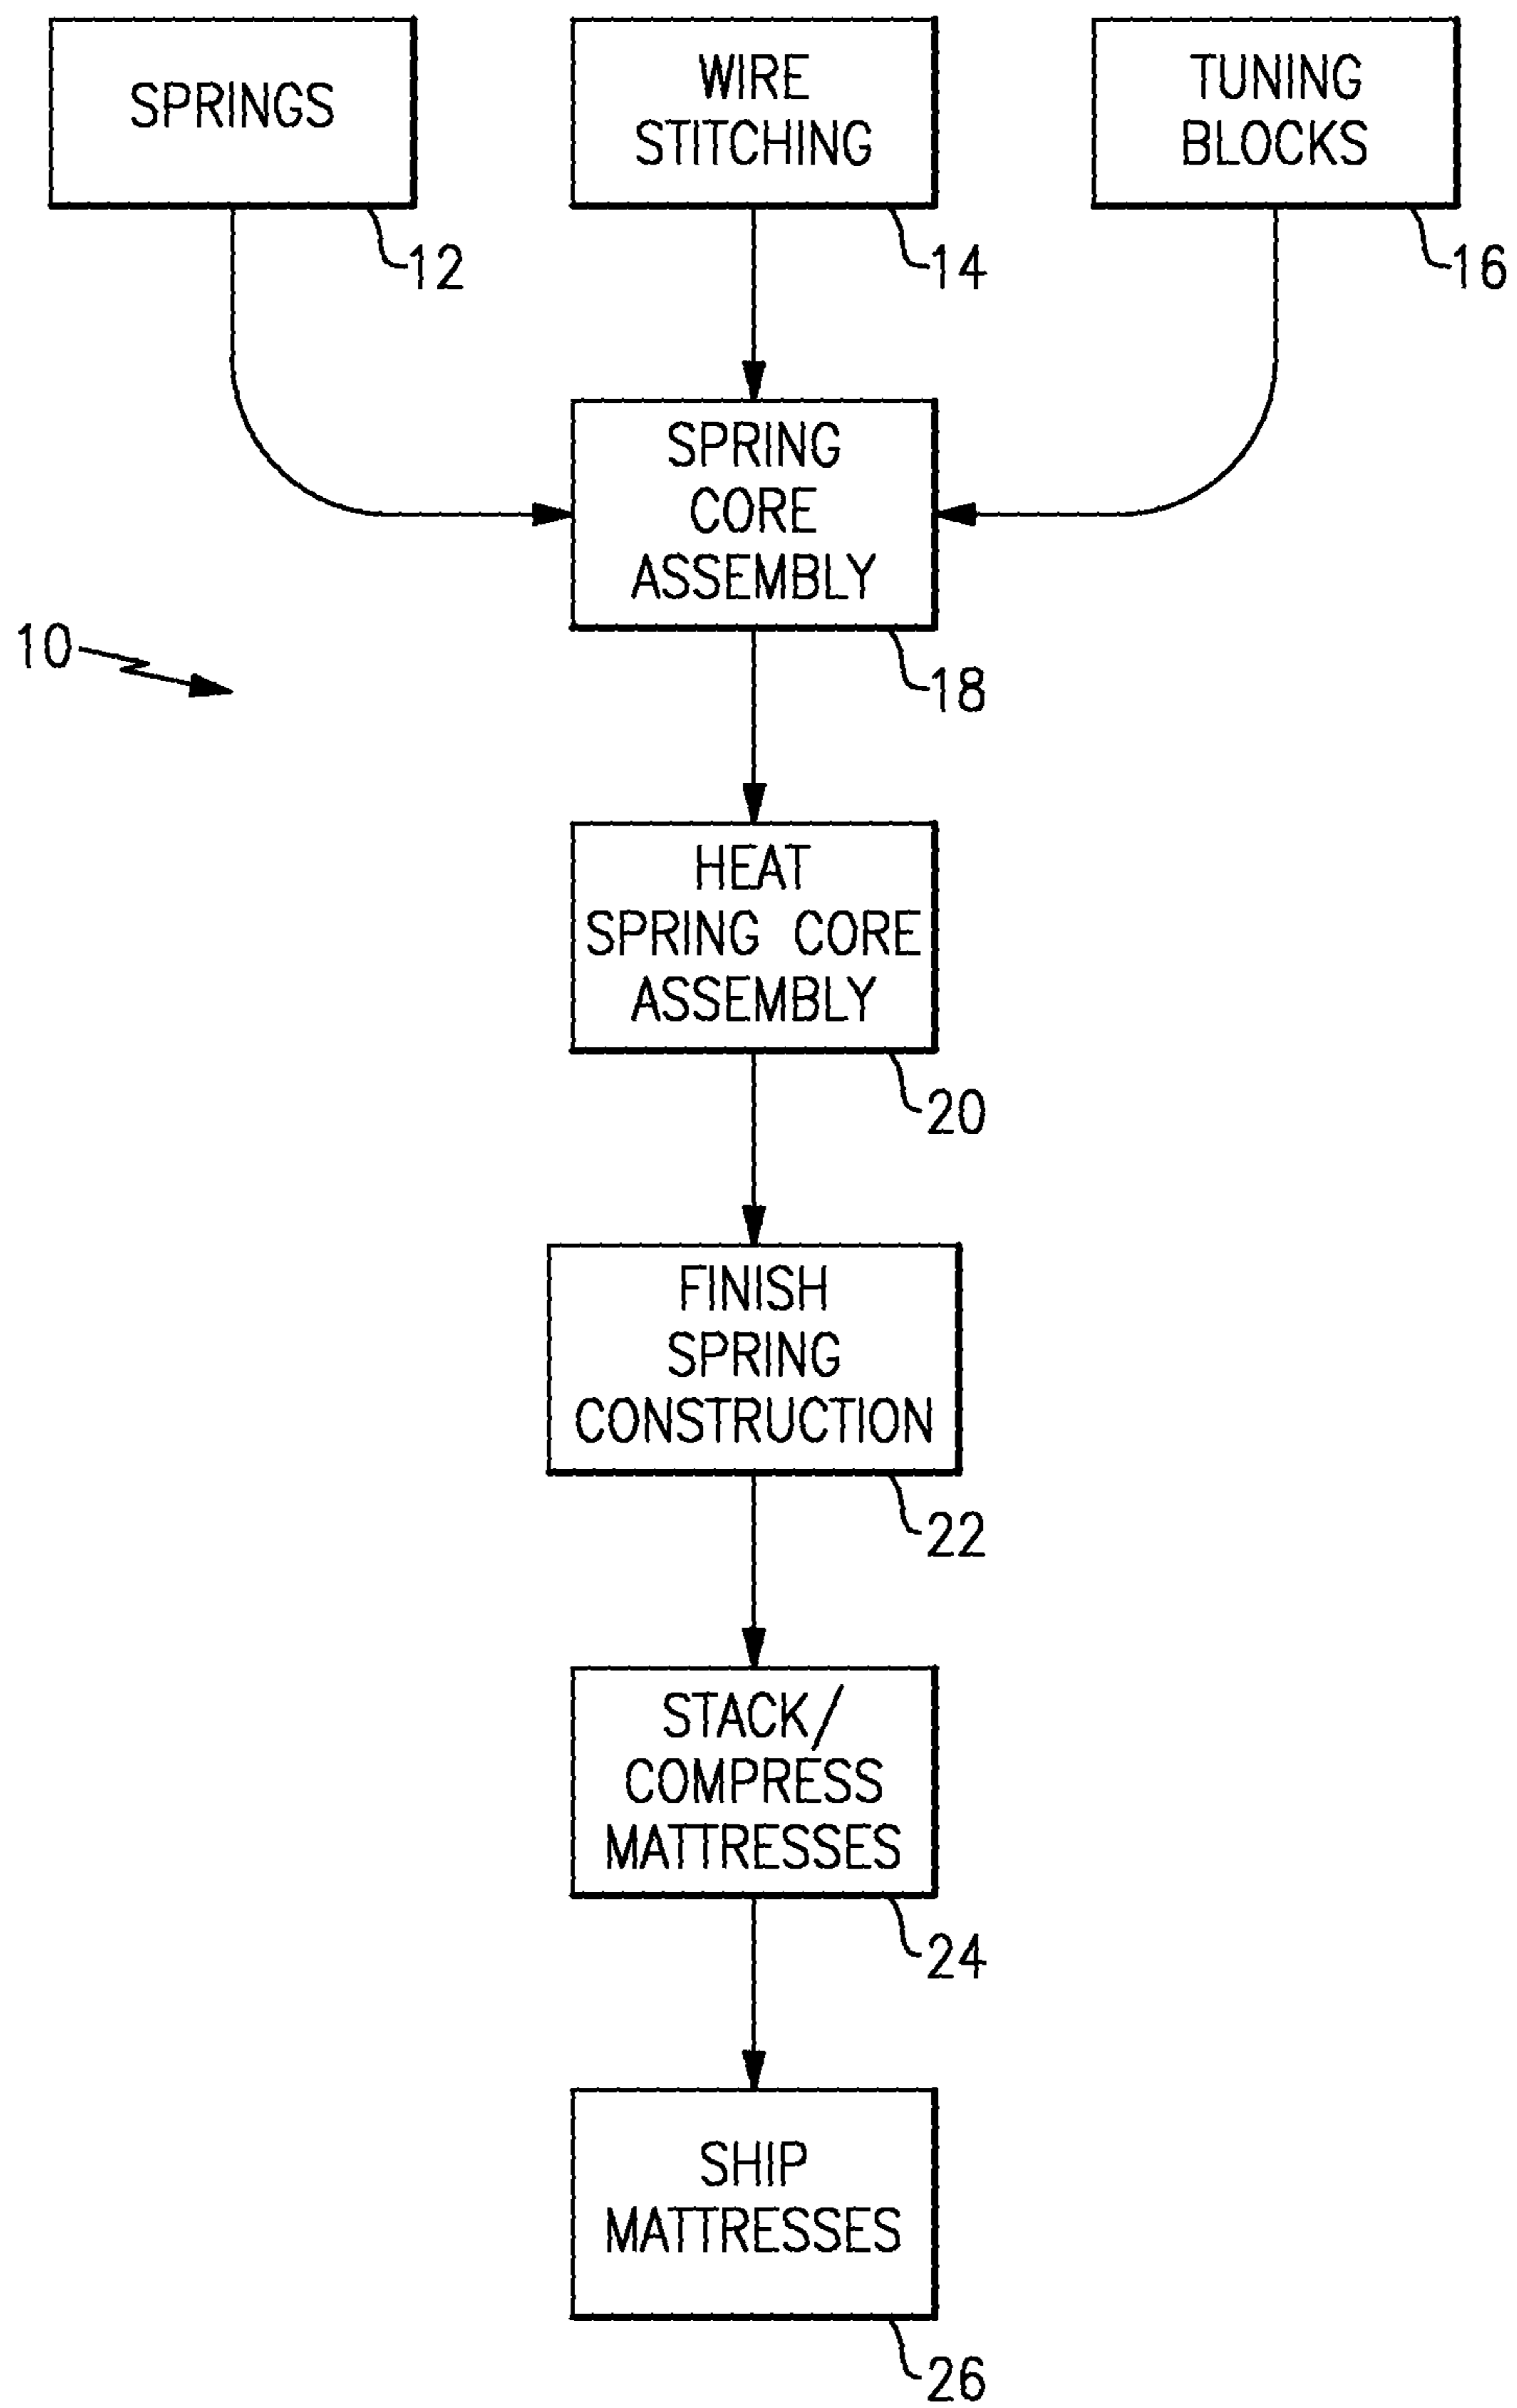 SPRINGS
12
WIRE
STITCHING
14
TUNING
BLOCKS
16
SPRING
CORE
ASSEMBLY
18
10
HEAT
SPRING CORE
ASSEMBLY
20
FINISH
SPRING
CONSTRUCTION
22
STACK/
COMPRESS
MATTRESSES
24
SHIP
MATTRESSES
26